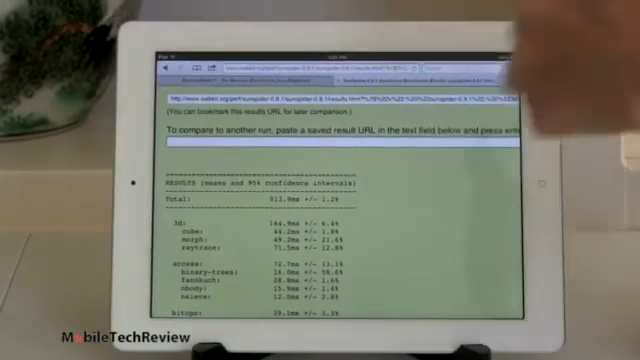 (You can bookmark this results URL for later comparison.)
To compare to another run, paste a saved result URL in the text field below and press ente
RESULTS (means and 95% confidence intervals)
Total: 913.9ms +/- 1.2%
3d: 164.9ms +/- 6.4%
cube: 44.2ms +/- 1.8%
morph: 49.2ms +/- 21.6%
raytrace: 71.5ms +/- 12.8%
access: 72.7ms +/- 13.1%
binary-trees: 16.0ms +/- 58.6%
fannkuch: 28.8ms +/- 1.6%
nbody: 15.9ms +/- 1.4%
nsieve: 12.0ms +/- 2.8%
bitops: 39.1ms +/- 3.3%
MobileTechReview